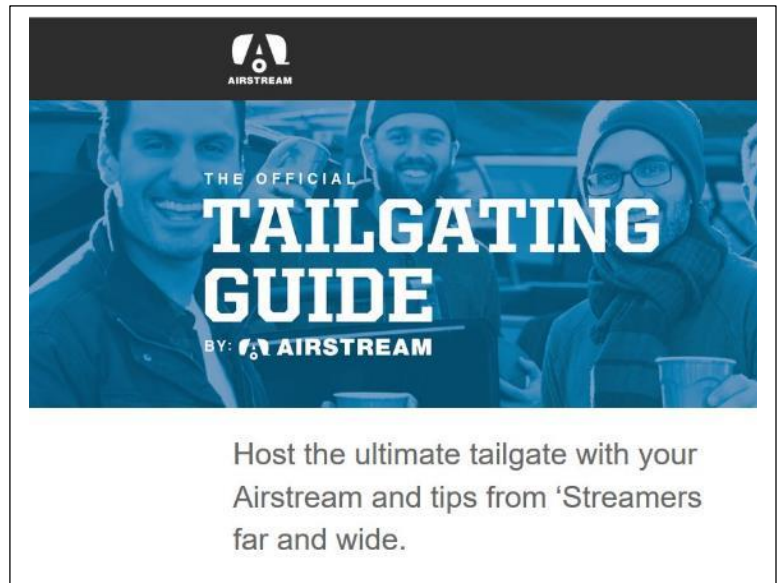 AIRSTREAM
THE OFFICIAL
TAILGATING
GUIDE
BY: AIRSTREAM
Host the ultimate tailgate with your
Airstream and tips from ‘Streamers
far and wide.